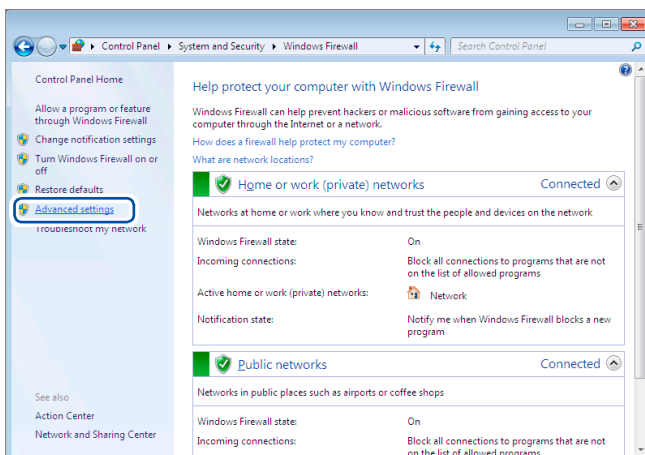 Control Panel ▸ System and Security ▸ Windows Firewall
Search Control Panel
Control Panel Home
Allow a program or feature
through Windows Firewall
Change notification settings
Turn Windows Firewall on or
off
Restore defaults
Advanced settings
Troubleshoot my network
See also
Action Center
Network and Sharing Center
Help protect your computer with Windows Firewall
Windows Firewall can help prevent hackers or malicious software from gaining access to your
computer through the Internet or a network.
How does a firewall help protect my computer?
What are network locations?
Home or work (private) networks Connected
Networks at home or work where you know and trust the people and devices on the network
Windows Firewall state: On
Incoming connections: Block all connections to programs that are not
on the list of allowed programs
Active home or work (private) networks: Network
Notification state: Notify me when Windows Firewall blocks a new
program
Public networks Connected
Networks in public places such as airports or coffee shops
Windows Firewall state: On
Incoming connections: Block all connections to programs that are not
on the list of allowed programs